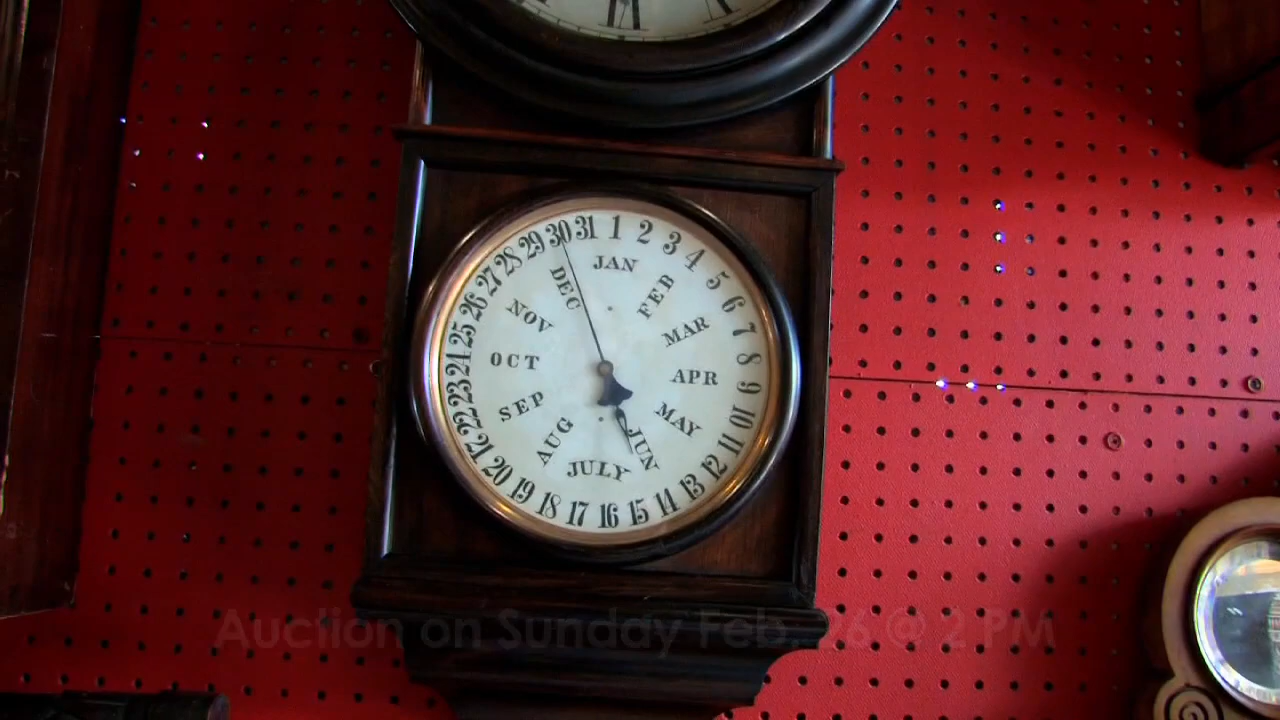 31 1 2 3 4 5 6 7 8 9 10 11 12 13 14 15 16 17 18 19 20 21 22 23 24 25 26 27 28 29 30
JAN
FEB
MAR
APR
MAY
JUN
JULY
AUG
SEP
OCT
NOV
DEC
Auction on Sunday Feb. 26 @ 2 PM